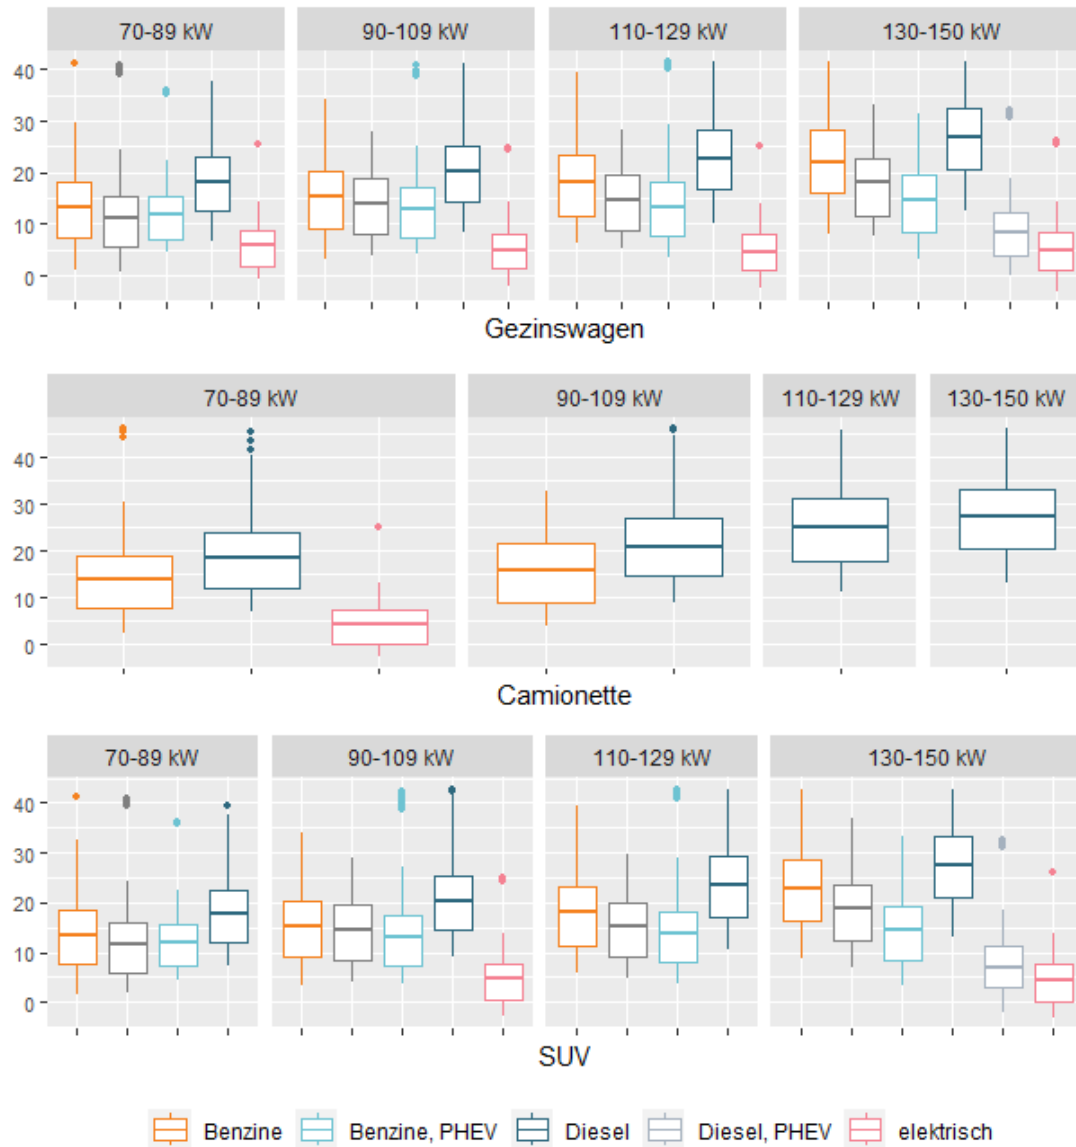 70-89 kW 90-109 kW 110-129 kW 130-150 kW
40
30
20
10
0
Gezinswagen
70-89 kW 90-109 kW 110-129 kW 130-150 kW
40
30
20
10
0
Camionette
70-89 kW 90-109 kW 110-129 kW 130-150 kW
40
30
20
10
0
SUV
Benzine Benzine, PHEV Diesel Diesel, PHEV elektrisch